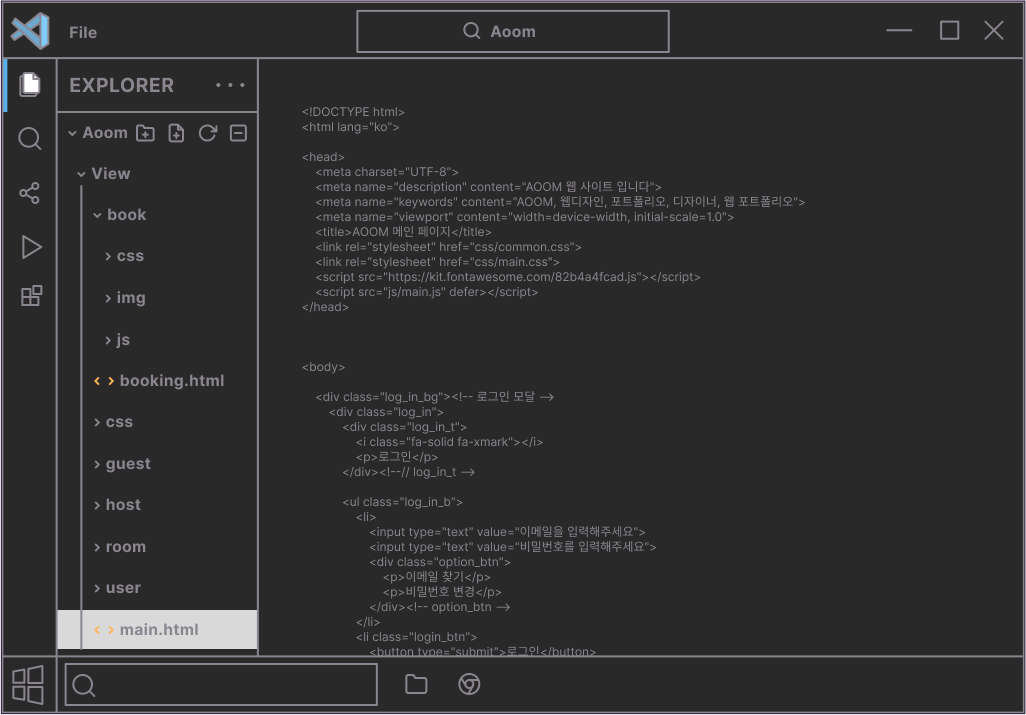 File
Aoom
EXPLORER
Aoom
View
book
css
img
js
booking.html
css
guest
host
room
user
main.html
<!DOCTYPE html>
<html lang="ko">
<head>
<meta charset="UTF-8">
<meta name="description" content="AOOM 웹 사이트 입니다">
<meta name="keywords" content="AOOM, 웹디자인, 포트폴리오, 디자이너, 웹 포트폴리오">
<meta name="viewport" content="width=device-width, initial-scale=1.0">
<title>AOOM 메인 페이지</title>
<link rel="stylesheet" href="css/common.css">
<link rel="stylesheet" href="css/main.css">
<script src="https://kit.fontawesome.com/82b4a4fcad.js"></script>
<script src="js/main.js" defer></script>
</head>
<body>
<div class="log_in_bg"><!-- 로그인 모달 -->
<div class="log_in">
<div class="log_in_t">
<i class="fa-solid fa-xmark"></i>
<p>로그인</p>
</div><!--// log_in_t -->
<ul class="log_in_b">
<li>
<input type="text" value="이메일을 입력해주세요">
<input type="text" value="비밀번호를 입력해주세요">
<div class="option_btn">
<p>이메일 찾기</p>
<p>비밀번호 변경</p>
</div><!-- option_btn -->
</li>
<li class="login_btn">
<button type="submit">로그인</button>